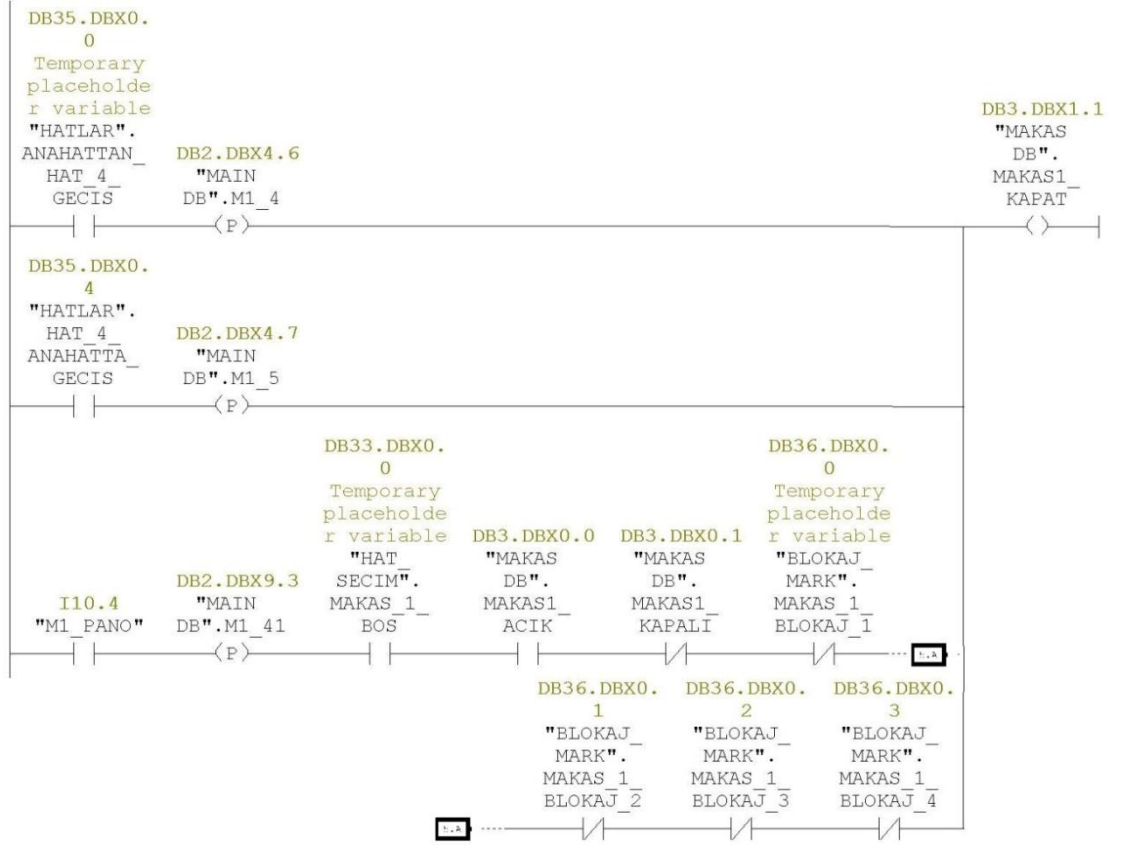 DB35.DBX0.
0
Temporary
placeholde
r variable
"HATLAR".
ANAHATTAN_
HAT_4_
GECIS
DB2.DBX4.6
"MAIN
DB".M1_4
(P)
DB3.DBX1.1
"MAKAS
DB".
MAKAS1_
KAPAT
( )
DB35.DBX0.
4
"HATLAR".
HAT_4_
ANAHATTA_
GECIS
DB2.DBX4.7
"MAIN
DB".M1_5
(P)
I10.4
"M1_PANO"
DB2.DBX9.3
"MAIN
DB".M1_41
(P)
DB33.DBX0.
0
Temporary
placeholde
r variable
"HAT_
SECIM".
MAKAS_1_
BOS
DB3.DBX0.0
"MAKAS
DB".
MAKAS1_
ACIK
DB3.DBX0.1
"MAKAS
DB".
MAKAS1_
KAPALI
DB36.DBX0.
0
Temporary
placeholde
r variable
"BLOKAJ_
MARK".
MAKAS_1_
BLOKAJ_1
DB36.DBX0.
1
"BLOKAJ_
MARK".
MAKAS_1_
BLOKAJ_2
DB36.DBX0.
2
"BLOKAJ_
MARK".
MAKAS_1_
BLOKAJ_3
DB36.DBX0.
3
"BLOKAJ_
MARK".
MAKAS_1_
BLOKAJ_4